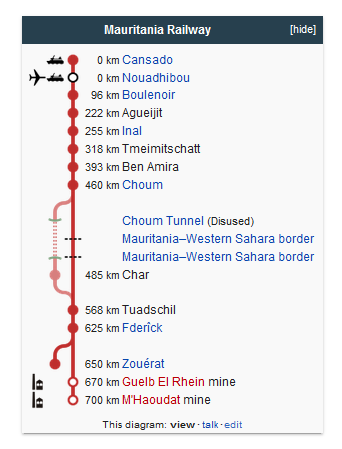 Mauritania Railway [hide]
0 km Cansado
0 km Nouadhibou
96 km Boulenoir
222 km Agueijit
255 km Inal
318 km Tmeimitschatt
393 km Ben Amira
460 km Choum
Choum Tunnel (Disused)
Mauritania–Western Sahara border
Mauritania–Western Sahara border
485 km Char
568 km Tuadschil
625 km Fderîck
650 km Zouérat
670 km Guelb El Rhein mine
700 km M'Haoudat mine
This diagram: view · talk · edit